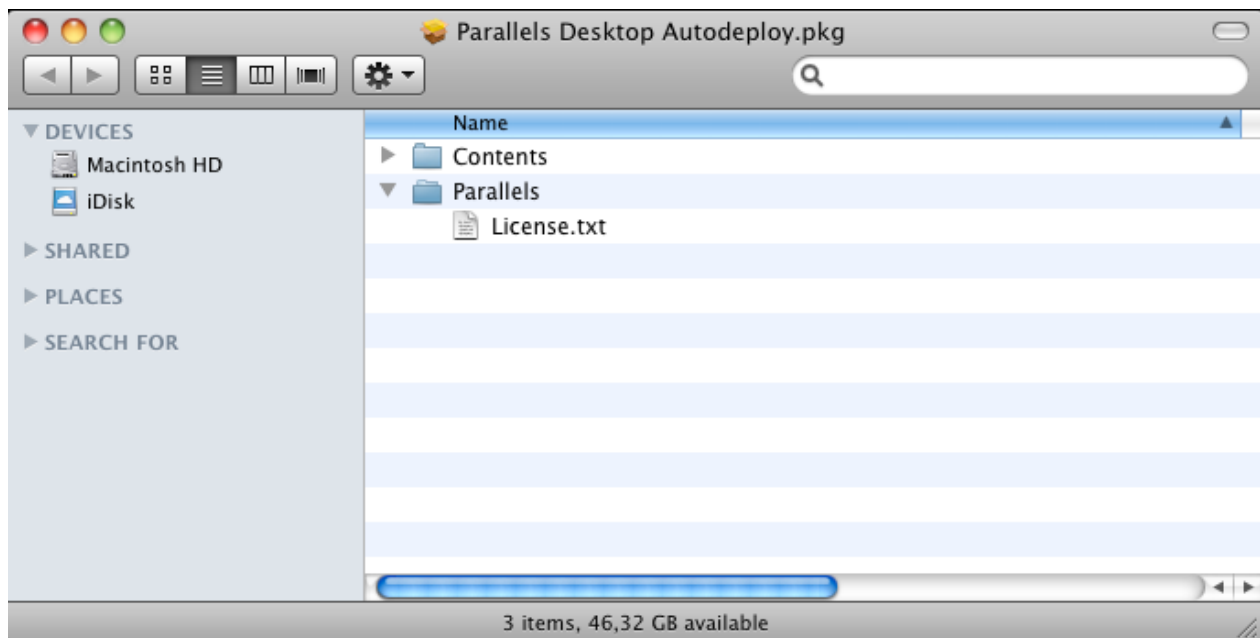 Parallels Desktop Autodeploy.pkg
DEVICES
Macintosh HD
iDisk
SHARED
PLACES
SEARCH FOR
Name
Contents
Parallels
License.txt
3 items, 46,32 GB available